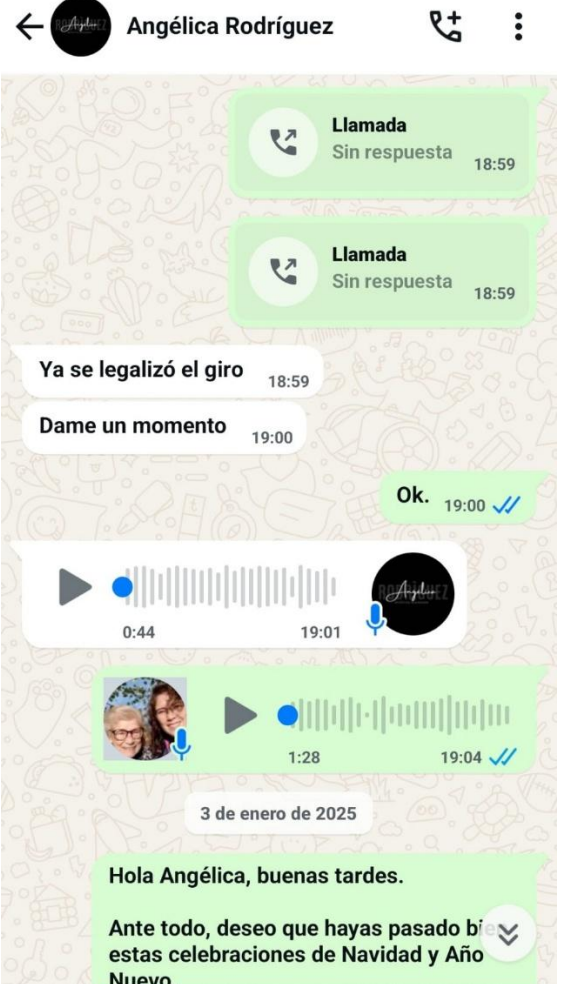 Angélica Rodríguez
Llamada
Sin respuesta
18:59
Llamada
Sin respuesta
18:59
Ya se legalizó el giro
18:59
Dame un momento
19:00
Ok.
19:00
0:44
19:01
Angélica
RODRÍGUEZ
1:28
19:04
3 de enero de 2025
Hola Angélica, buenas tardes.
Ante todo, deseo que hayas pasado
estas celebraciones de Navidad y Año
Nuevo